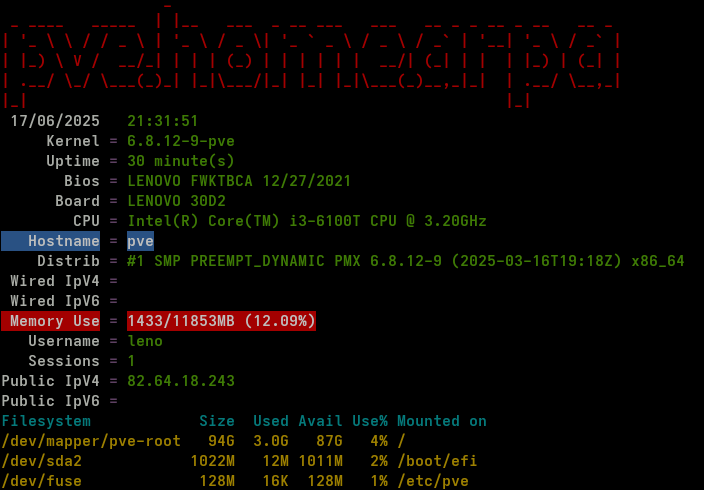 pve.home.arpa
17/06/2025 21:31:51
Kernel = 6.8.12-9-pve
Uptime = 30 minute(s)
Bios = LENOVO FWKTBCA 12/27/2021
Board = LENOVO 30D2
CPU = Intel(R) Core(TM) i3-6100T CPU @ 3.20GHz
Hostname = pve
Distrib = #1 SMP PREEMPT_DYNAMIC PMX 6.8.12-9 (2025-03-16T19:18Z) x86_64
Wired IpV4 =
Wired IpV6 =
Memory Use = 1433/11853MB (12.09%)
Username = leno
Sessions = 1
Public IpV4 = 82.64.18.243
Public IpV6 =
Filesystem Size Used Avail Use% Mounted on
/dev/mapper/pve-root 94G 3.0G 87G 4% /
/dev/sda2 1022M 12M 1011M 2% /boot/efi
/dev/fuse 128M 16K 128M 1% /etc/pve